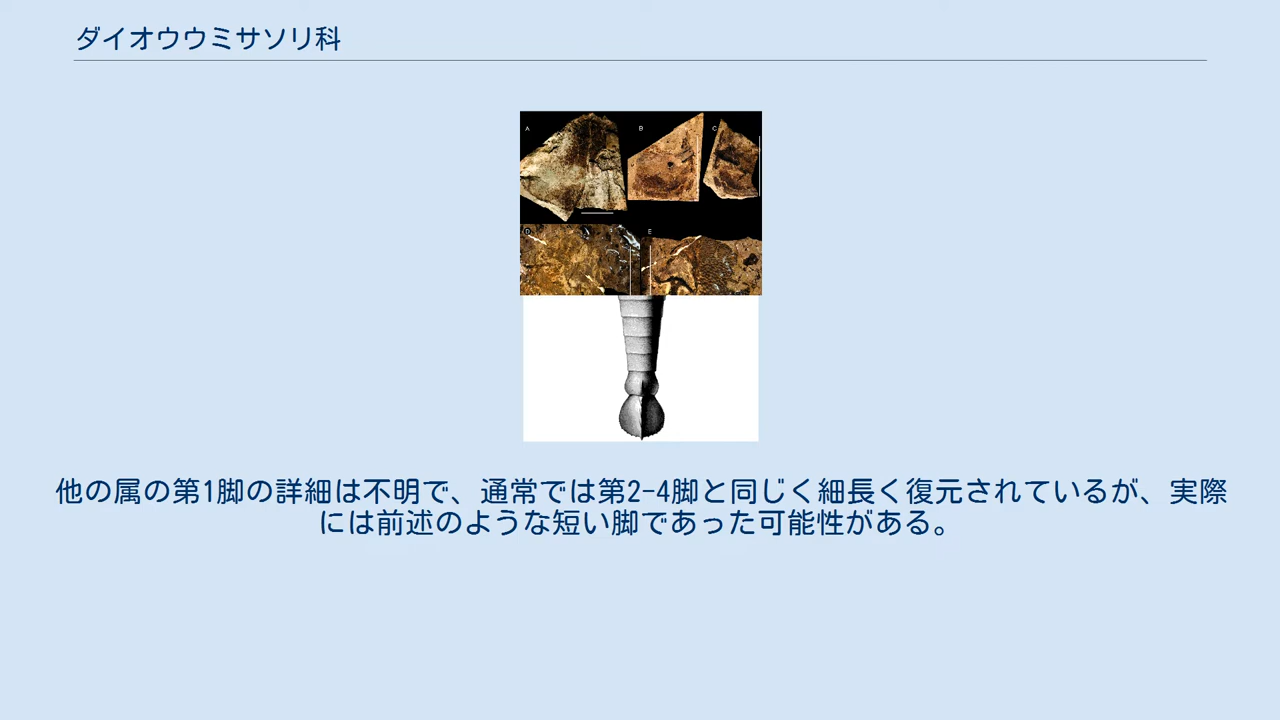 ダイオウウミサソリ科
A B C
D E
他の属の第1脚の詳細は不明で、通常では第2-4脚と同じく細長く復元されているが、実際
には前述のような短い脚であった可能性がある。